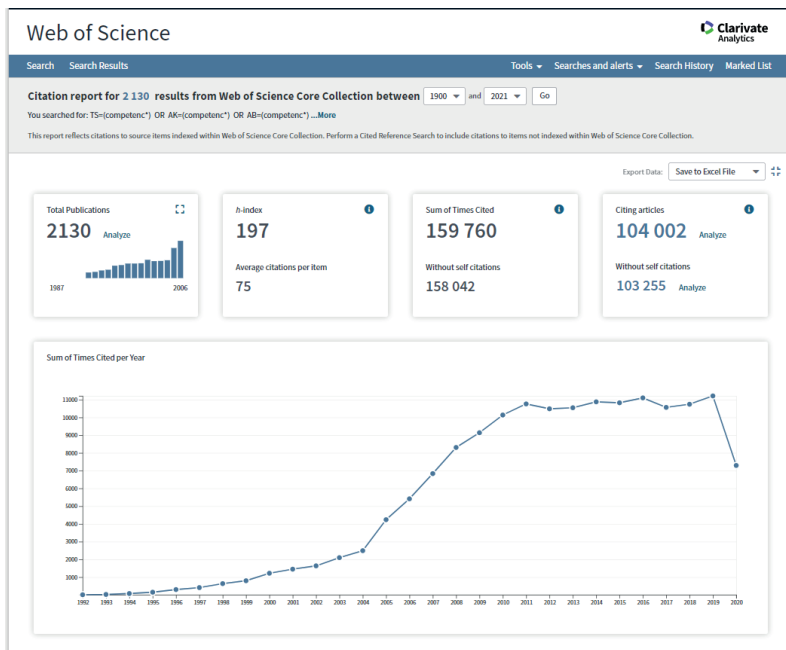 Web of Science
Clarivate
Analytics
Search Search Results Tools Searches and alerts Search History Marked List
Citation report for 2 130 results from Web of Science Core Collection between 1900 and 2021 Go
You searched for: TS=(competenc*) OR AK=(competenc*) OR AB=(competenc*) ...More
This report reflects citations to source items indexed within Web of Science Core Collection. Perform a Cited Reference Search to include citations to items not indexed within Web of Science Core Collection.
Export Data: Save to Excel File
Total Publications
2130 Analyze
1987 2006
h-index
197
Average citations per item
75
Sum of Times Cited
159 760
Without self citations
158 042
Citing articles
104 002 Analyze
Without self citations
103 255 Analyze
Sum of Times Cited per Year
11000
10000
9000
8000
7000
6000
5000
4000
3000
2000
1000
1992 1993 1994 1995 1996 1997 1998 1999 2000 2001 2002 2003 2004 2005 2006 2007 2008 2009 2010 2011 2012 2013 2014 2015 2016 2017 2018 2019 2020